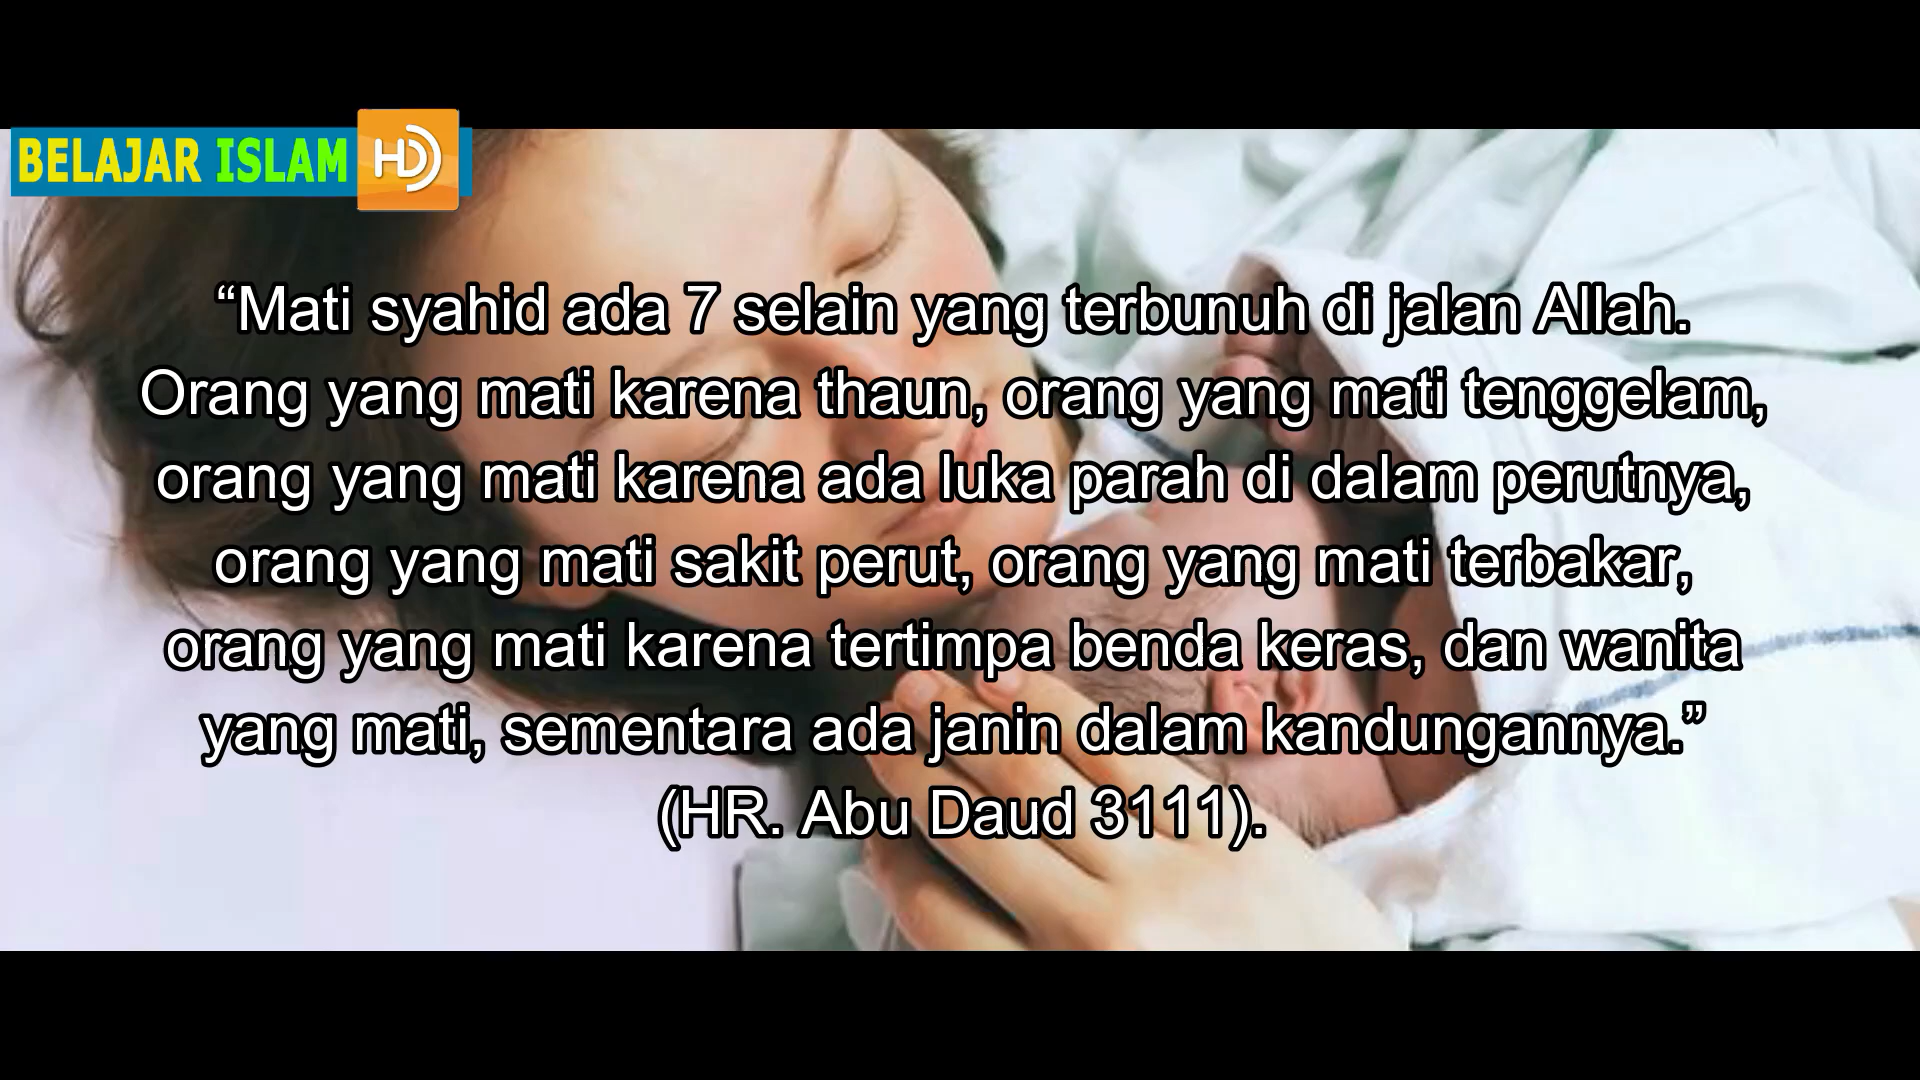 BELAJAR ISLAM HD
“Mati syahid ada 7 selain yang terbunuh di jalan Allah.
Orang yang mati karena thaun, orang yang mati tenggelam,
orang yang mati karena ada luka parah di dalam perutnya,
orang yang mati sakit perut, orang yang mati terbakar,
orang yang mati karena tertimpa benda keras, dan wanita
yang mati, sementara ada janin dalam kandungannya.”
(HR. Abu Daud 3111).